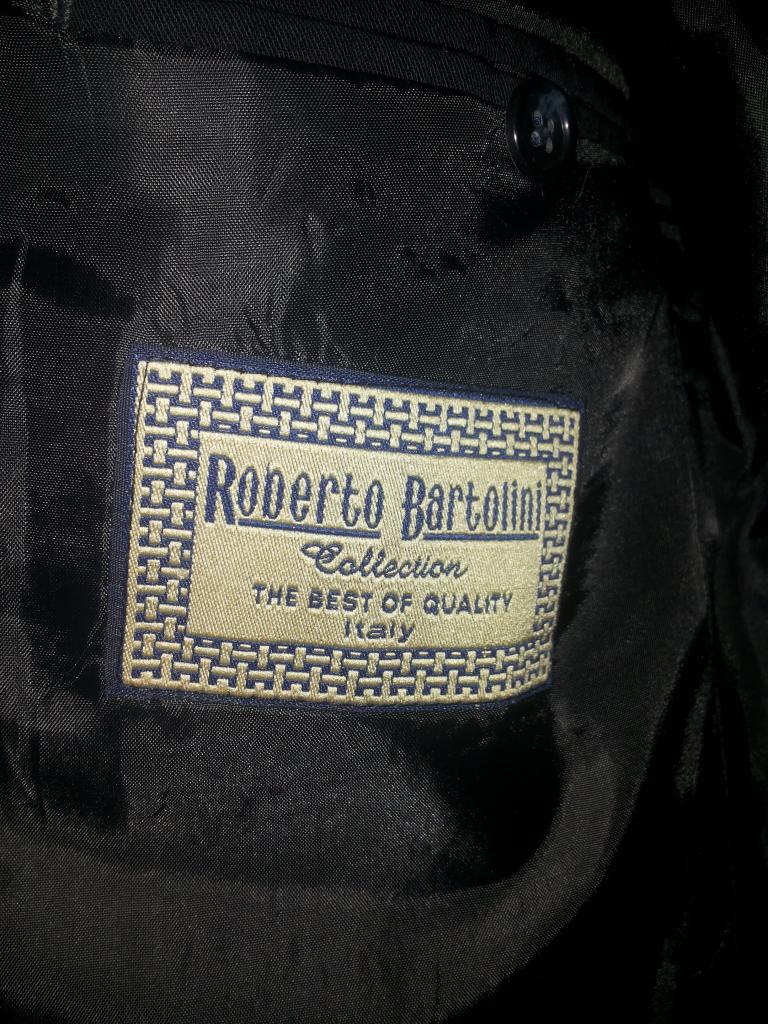 Roberto Bartolini
Collection
THE BEST OF QUALITY
Italy